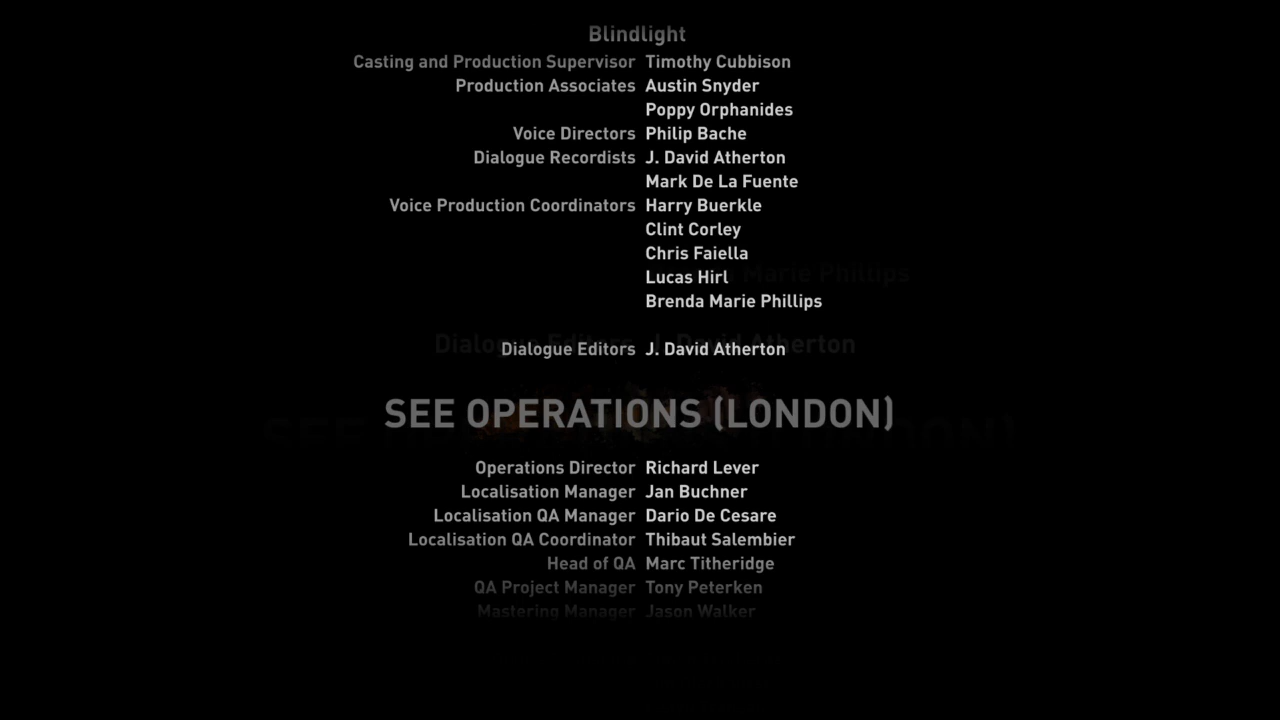 Blindlight
Casting and Production Supervisor Timothy Cubbison
Production Associates Austin Snyder
Poppy Orphanides
Voice Directors Philip Bache
Dialogue Recordists J. David Atherton
Mark De La Fuente
Voice Production Coordinators Harry Buerkle
Clint Corley
Chris Faiella
Lucas Hirl
Brenda Marie Phillips
Dialogue Editors J. David Atherton
SEE OPERATIONS (LONDON)
Operations Director Richard Lever
Localisation Manager Jan Buchner
Localisation QA Manager Dario De Cesare
Localisation QA Coordinator Thibaut Salembier
Head of QA Marc Titheridge
QA Project Manager Tony Peterken
Mastering Manager Jason Walker